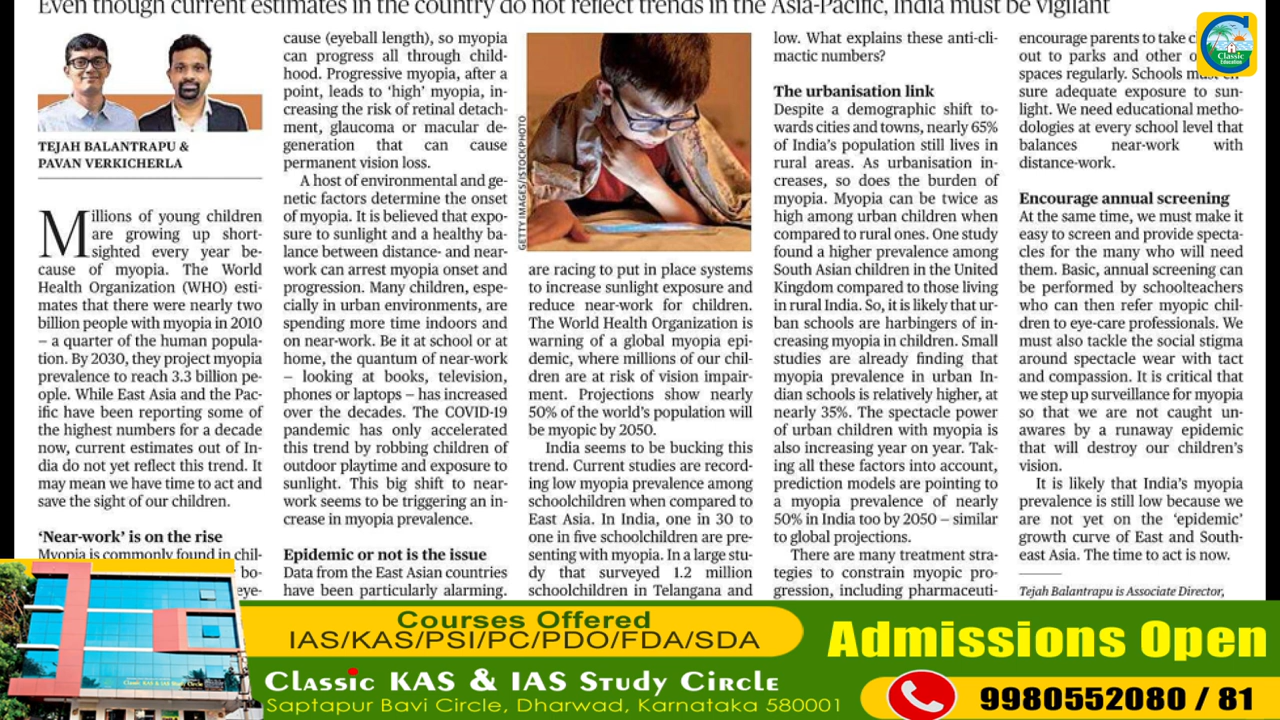 Even though current estimates in the country do not reflect trends in the Asia-Pacific, India must be vigilant
TEJAH BALANTRAPU &
PAVAN VERKICHERLA
Millions of young children
are growing up short-
sighted every year be-
cause of myopia. The World
Health Organization (WHO) esti-
mates that there were nearly two
billion people with myopia in 2010
– a quarter of the human popula-
tion. By 2030, they project myopia
prevalence to reach 3.3 billion pe-
ople. While East Asia and the Pac-
ific have been reporting some of
the highest numbers for a decade
now, current estimates out of In-
dia do not yet reflect this trend. It
may mean we have time to act and
save the sight of our children.
‘Near-work’ is on the rise
Myopia is commonly found in chil-
bo-
eye-
cause (eyeball length), so myopia
can progress all through child-
hood. Progressive myopia, after a
point, leads to ‘high’ myopia, in-
creasing the risk of retinal detach-
ment, glaucoma or macular de-
generation that can cause
permanent vision loss.
A host of environmental and ge-
netic factors determine the onset
of myopia. It is believed that expo-
sure to sunlight and a healthy ba-
lance between distance- and near-
work can arrest myopia onset and
progression. Many children, espe-
cially in urban environments, are
spending more time indoors and
on near-work. Be it at school or at
home, the quantum of near-work
– looking at books, television,
phones or laptops – has increased
over the decades. The COVID-19
pandemic has only accelerated
this trend by robbing children of
outdoor playtime and exposure to
sunlight. This big shift to near-
work seems to be triggering an in-
crease in myopia prevalence.
Epidemic or not is the issue
Data from the East Asian countries
have been particularly alarming.
GETTY IMAGES/ISTOCKPHOTO
are racing to put in place systems
to increase sunlight exposure and
reduce near-work for children.
The World Health Organization is
warning of a global myopia epi-
demic, where millions of our chil-
dren are at risk of vision impair-
ment. Projections show nearly
50% of the world’s population will
be myopic by 2050.
India seems to be bucking this
trend. Current studies are record-
ing low myopia prevalence among
schoolchildren when compared to
East Asia. In India, one in 30 to
one in five schoolchildren are pre-
senting with myopia. In a large stu-
dy that surveyed 1.2 million
schoolchildren in Telangana and
low. What explains these anti-cli-
mactic numbers?
The urbanisation link
Despite a demographic shift to-
wards cities and towns, nearly 65%
of India’s population still lives in
rural areas. As urbanisation in-
creases, so does the burden of
myopia. Myopia can be twice as
high among urban children when
compared to rural ones. One study
found a higher prevalence among
South Asian children in the United
Kingdom compared to those living
in rural India. So, it is likely that ur-
ban schools are harbingers of in-
creasing myopia in children. Small
studies are already finding that
myopia prevalence in urban In-
dian schools is relatively higher, at
nearly 35%. The spectacle power
of urban children with myopia is
also increasing year on year. Tak-
ing all these factors into account,
prediction models are pointing to
a myopia prevalence of nearly
50% in India too by 2050 – similar
to global projections.
There are many treatment stra-
tegies to constrain myopic pro-
gression, including pharmaceuti-
encourage parents to take c
out to parks and other o
spaces regularly. Schools must en-
sure adequate exposure to sun-
light. We need educational metho-
dologies at every school level that
balances near-work with
distance-work.
Encourage annual screening
At the same time, we must make it
easy to screen and provide specta-
cles for the many who will need
them. Basic, annual screening can
be performed by schoolteachers
who can then refer myopic chil-
dren to eye-care professionals. We
must also tackle the social stigma
around spectacle wear with tact
and compassion. It is critical that
we step up surveillance for myopia
so that we are not caught un-
awares by a runaway epidemic
that will destroy our children’s
vision.
It is likely that India’s myopia
prevalence is still low because we
are not yet on the ‘epidemic’
growth curve of East and South-
east Asia. The time to act is now.
Tejah Balantrapu is Associate Director,
Classic
Education
Classic KAS & IAS Study Circle
Courses Offered
IAS/KAS/PSI/PC/PDO/FDA/SDA
Classic KAS & IAS Study Circle
Saptapur Bavi Circle, Dharwad, Karnataka 580001
Admissions Open
9980552080 / 81